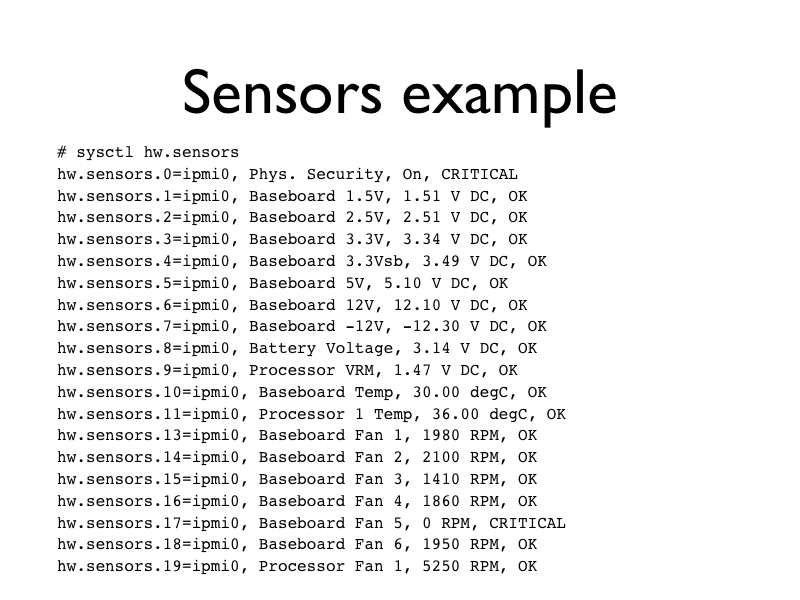 Sensors example
# sysctl hw.sensors
hw.sensors.0=ipmi0, Phys. Security, On, CRITICAL
hw.sensors.1=ipmi0, Baseboard 1.5V, 1.51 V DC, OK
hw.sensors.2=ipmi0, Baseboard 2.5V, 2.51 V DC, OK
hw.sensors.3=ipmi0, Baseboard 3.3V, 3.34 V DC, OK
hw.sensors.4=ipmi0, Baseboard 3.3Vsb, 3.49 V DC, OK
hw.sensors.5=ipmi0, Baseboard 5V, 5.10 V DC, OK
hw.sensors.6=ipmi0, Baseboard 12V, 12.10 V DC, OK
hw.sensors.7=ipmi0, Baseboard -12V, -12.30 V DC, OK
hw.sensors.8=ipmi0, Battery Voltage, 3.14 V DC, OK
hw.sensors.9=ipmi0, Processor VRM, 1.47 V DC, OK
hw.sensors.10=ipmi0, Baseboard Temp, 30.00 degC, OK
hw.sensors.11=ipmi0, Processor 1 Temp, 36.00 degC, OK
hw.sensors.13=ipmi0, Baseboard Fan 1, 1980 RPM, OK
hw.sensors.14=ipmi0, Baseboard Fan 2, 2100 RPM, OK
hw.sensors.15=ipmi0, Baseboard Fan 3, 1410 RPM, OK
hw.sensors.16=ipmi0, Baseboard Fan 4, 1860 RPM, OK
hw.sensors.17=ipmi0, Baseboard Fan 5, 0 RPM, CRITICAL
hw.sensors.18=ipmi0, Baseboard Fan 6, 1950 RPM, OK
hw.sensors.19=ipmi0, Processor Fan 1, 5250 RPM, OK